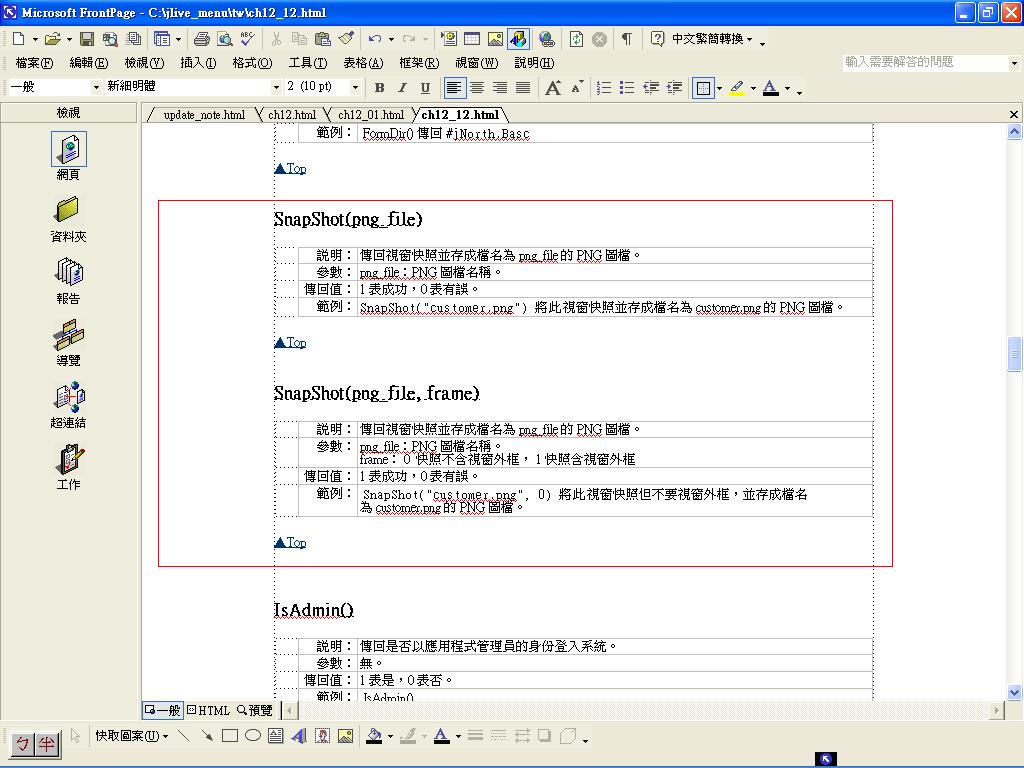 Microsoft FrontPage - C:\jlive_menu\tw\ch12_12.html
中文繁簡轉換
檔案(F) 編輯(E) 檢視(V) 插入(I) 格式(O) 工具(T) 表格(A) 框架(R) 視窗(W) 說明(H) 輸入需要解答的問題
一般 新細明體 2 (10 pt) B I U A A A
檢視 update_note.html ch12.html ch12_01.html ch12_12.html
網頁
資料夾
報告
導覽
超連結
工作
範例： FormDir() 傳回 #jNorth.Basc
▲Top
SnapShot(png_file)
說明： 傳回視窗快照並存成檔名為 png_file 的 PNG 圖檔。
參數： png_file：PNG 圖檔名稱。
傳回值： 1 表成功，0 表有誤。
範例： SnapShot("customer.png") 將此視窗快照並存成檔名為 customer.png 的 PNG 圖檔。
▲Top
SnapShot(png_file, frame)
說明： 傳回視窗快照並存成檔名為 png_file 的 PNG 圖檔。
參數： png_file：PNG 圖檔名稱。
frame： 0 快照不含視窗外框， 1 快照含視窗外框
傳回值： 1 表成功，0 表有誤。
範例： SnapShot("customer.png", 0) 將此視窗快照但不要視窗外框，並存成檔名
為 customer.png 的 PNG 圖檔。
▲Top
IsAdmin()
說明： 傳回是否以應用程式管理員的身份登入系統。
參數： 無。
傳回值： 1 表是，0 表否。
範例： IsAdmin()
一般 HTML 預覽
ㄅ 半 快取圖案(U) A